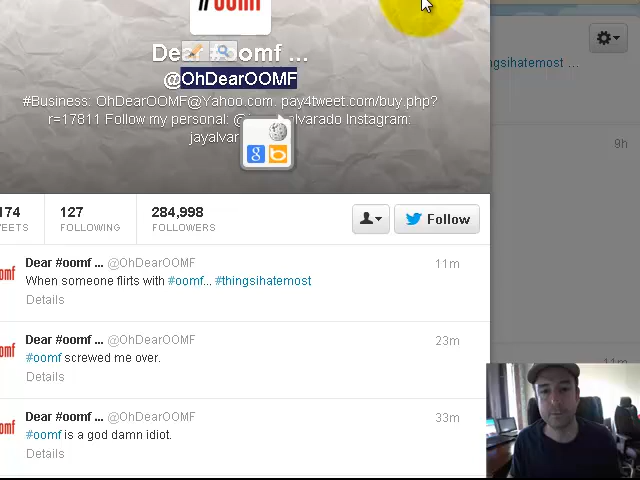 #oomf
Dear #oomf ...
@OhDearOOMF
#Business: OhDearOOMF@Yahoo.com. pay4tweet.com/buy.php?
r=17811 Follow my personal: @ alvarado Instagram:
jayalvar
ngsihatemost ...
9h
174
TWEETS
127
FOLLOWING
284,998
FOLLOWERS
Follow
Dear #oomf ... @OhDearOOMF 11m
When someone flirts with #oomf... #thingsihatemost
Details
Dear #oomf ... @OhDearOOMF 23m
#oomf screwed me over.
Details
11m
Dear #oomf ... @OhDearOOMF 33m
#oomf is a god damn idiot.
Details